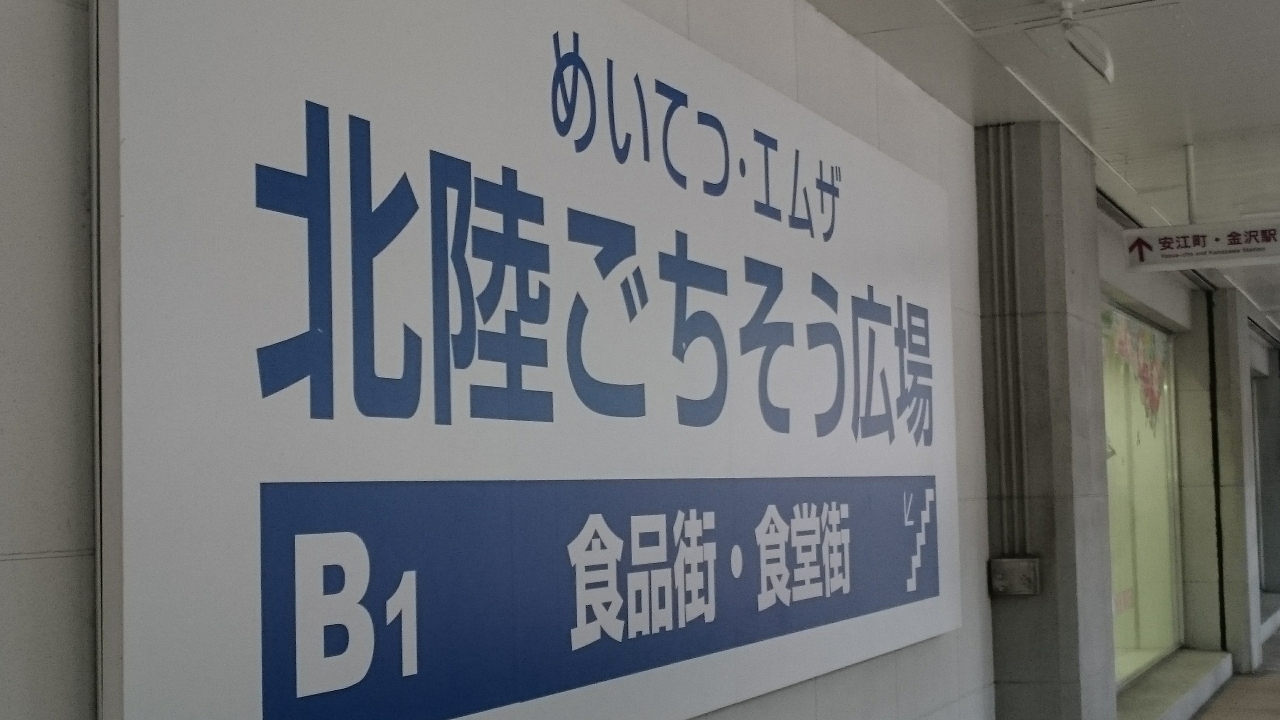 めいてつ・エムザ
北陸ごちそう広場
B1 食品街・食堂街
安江町・金沢駅